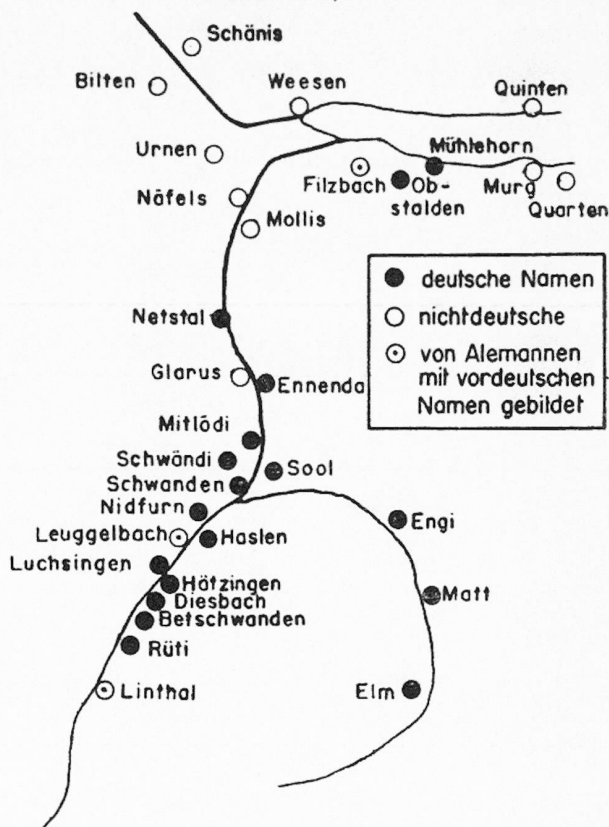 Schänis
Bilten
Weesen
Quinten
Urnen
Mühlehorn
Filzbach
Ob-
stalden
Murg
Quarten
Näfels
Mollis
deutsche Namen
nichtdeutsche
von Alemannen
mit vordeutschen
Namen gebildet
Netstal
Glarus
Ennenda
Mitlödi
Schwändi
Sool
Schwanden
Nidfurn
Engi
Leuggelbach
Haslen
Luchsingen
Hätzingen
Matt
Diesbach
Betschwanden
Rüti
Linthal
Elm